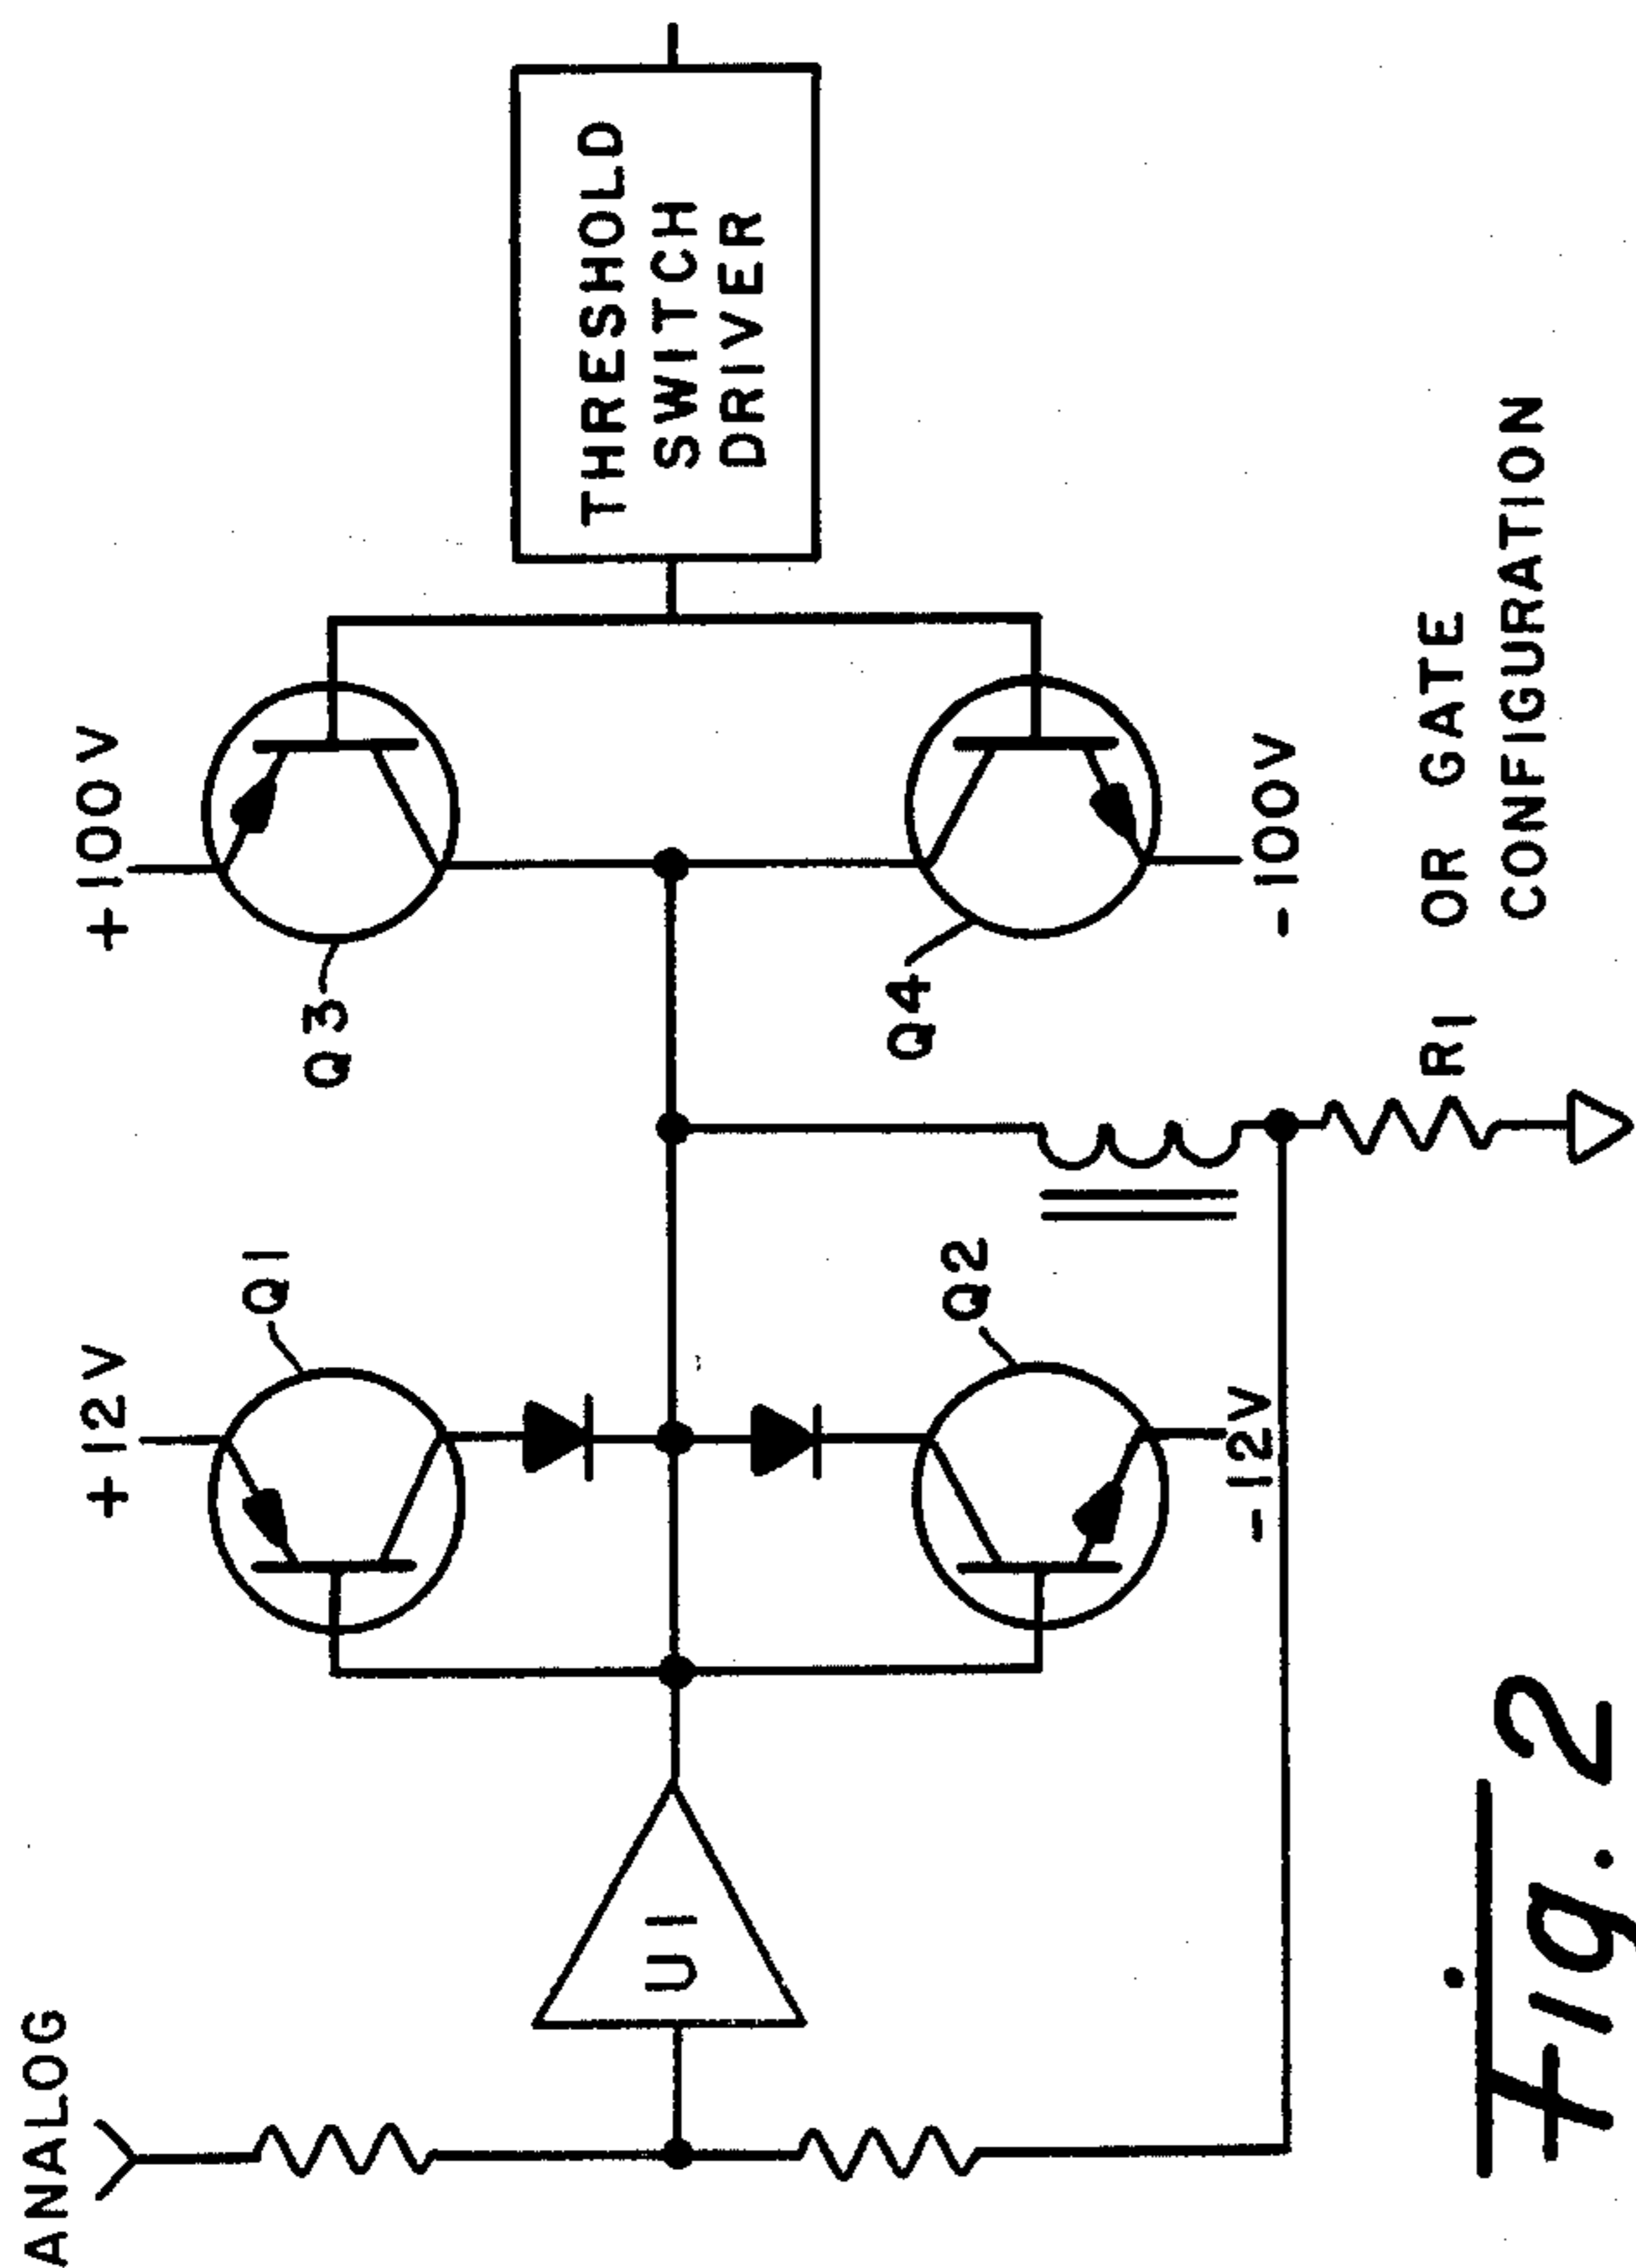 ANALOG
+12V
+100V
Q1
Q3
U1
THRESHOLD
SWITCH
DRIVER
Q2
Q4
-12V
-100V
R1
OR GATE
CONFIGURATION
Fig. 2